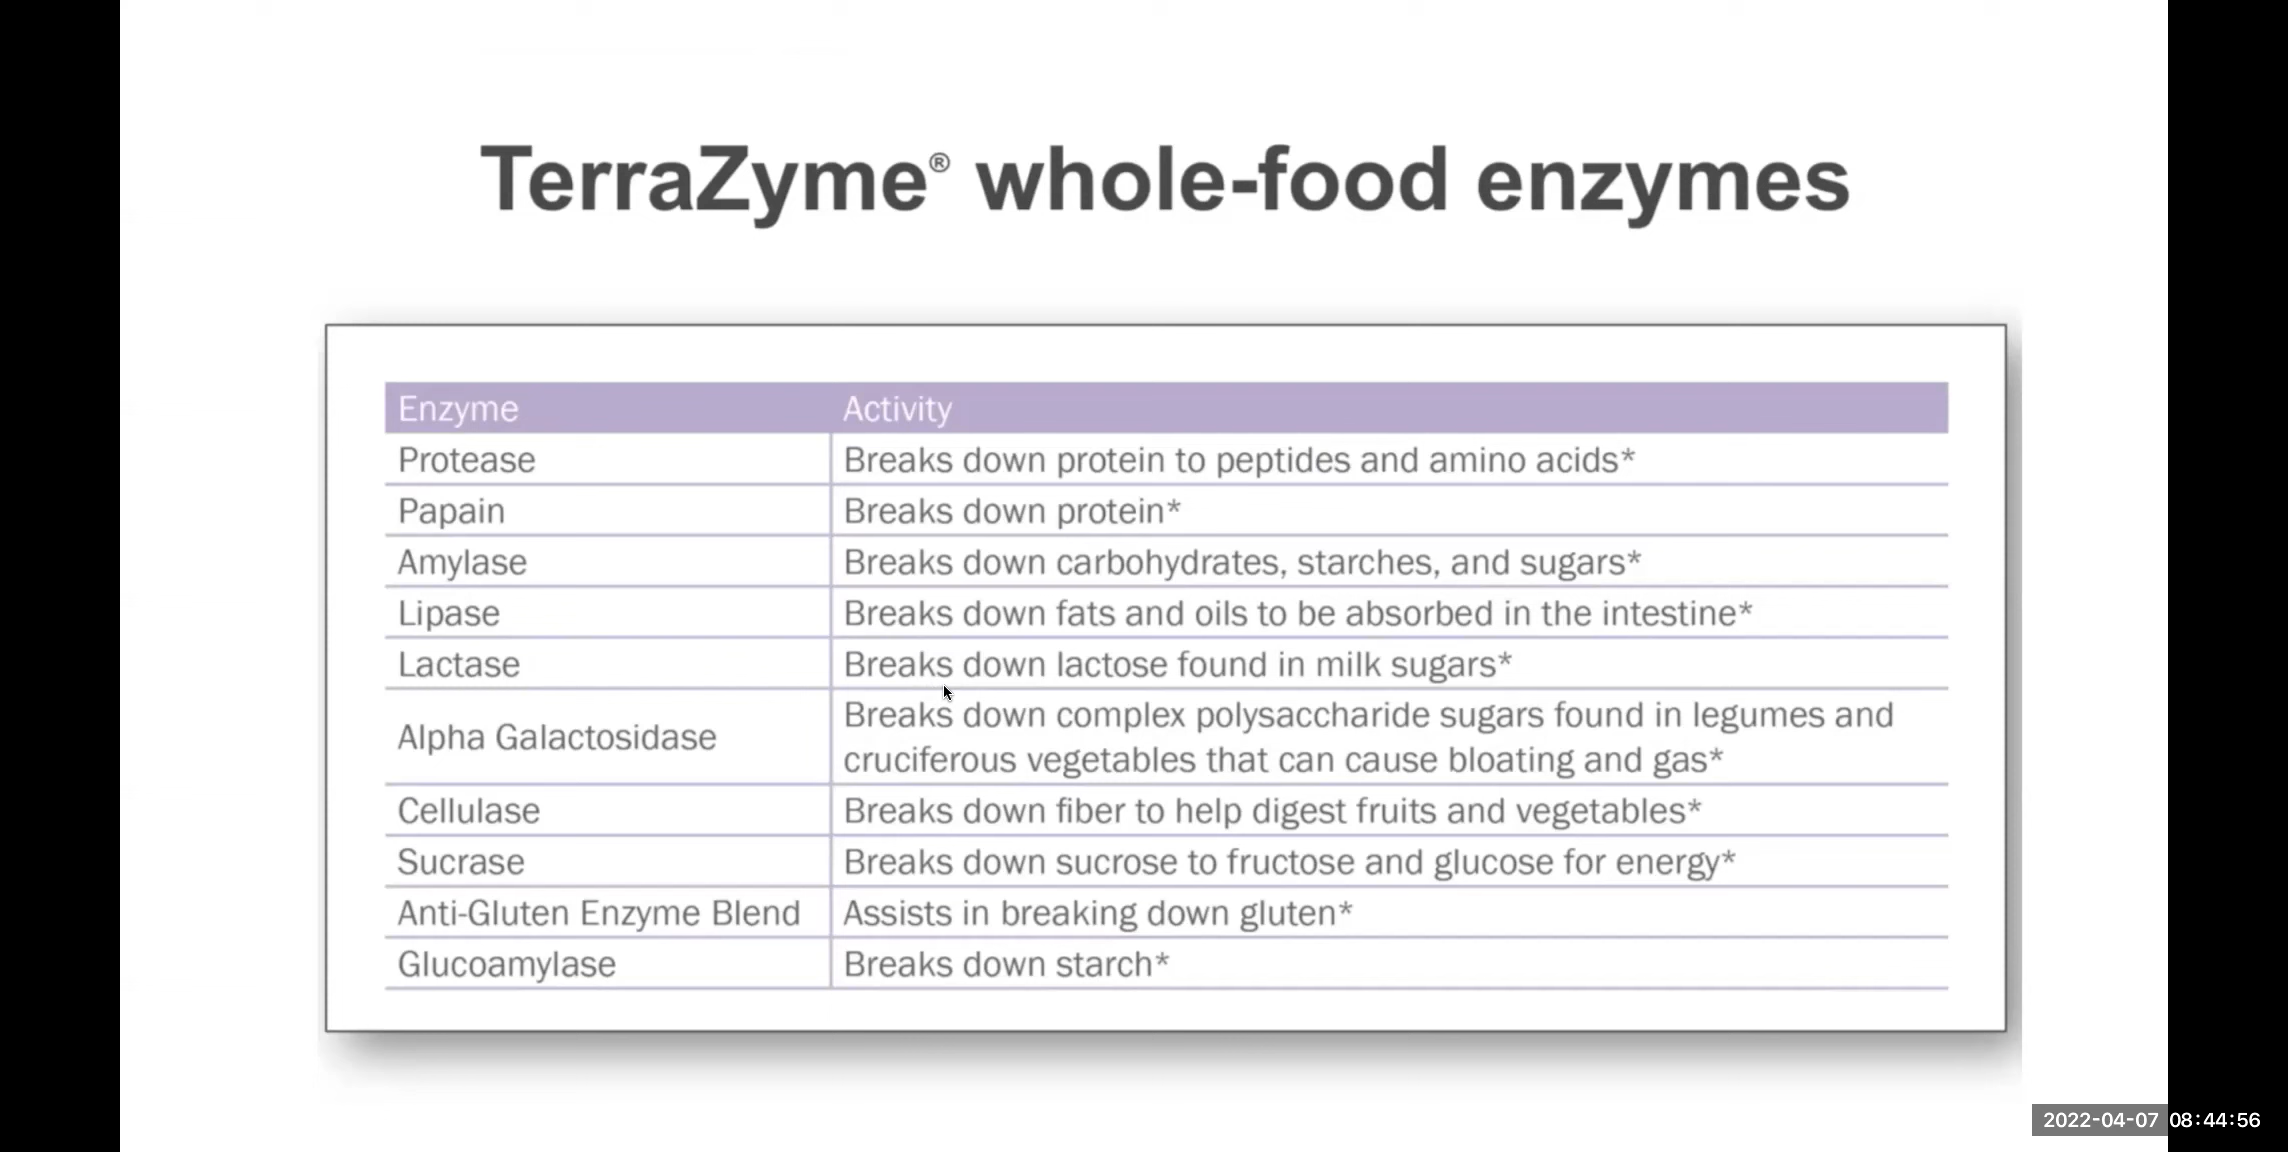 TerraZyme® whole-food enzymes
Enzyme Activity
Protease Breaks down protein to peptides and amino acids*
Papain Breaks down protein*
Amylase Breaks down carbohydrates, starches, and sugars*
Lipase Breaks down fats and oils to be absorbed in the intestine*
Lactase Breaks down lactose found in milk sugars*
Alpha Galactosidase Breaks down complex polysaccharide sugars found in legumes and
cruciferous vegetables that can cause bloating and gas*
Cellulase Breaks down fiber to help digest fruits and vegetables*
Sucrase Breaks down sucrose to fructose and glucose for energy*
Anti-Gluten Enzyme Blend Assists in breaking down gluten*
Glucoamylase Breaks down starch*
2022-04-07 08:44:56